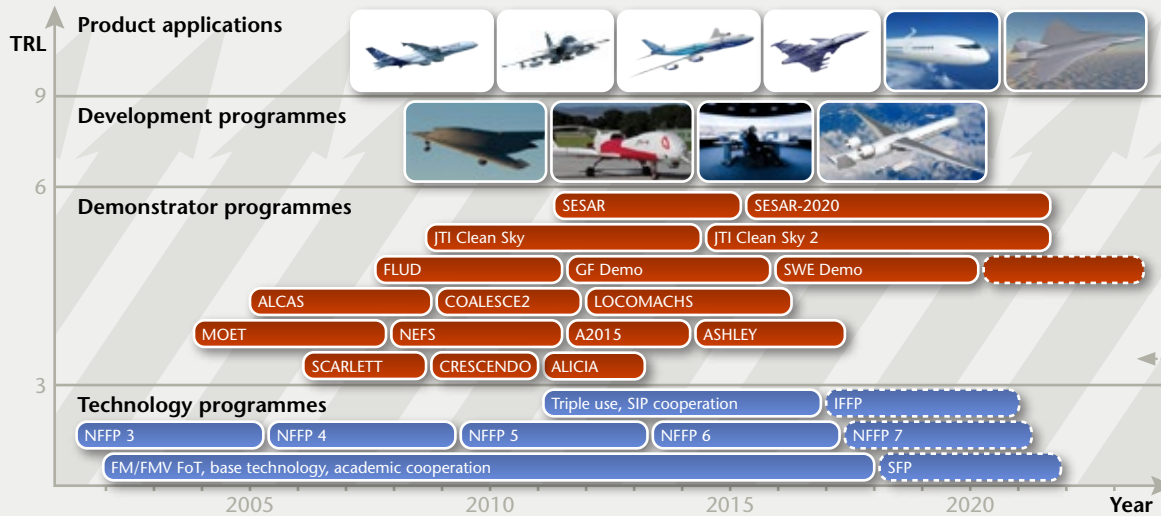 Product applications
TRL
9
Development programmes
6
Demonstrator programmes
SESAR
SESAR-2020
JTI Clean Sky
JTI Clean Sky 2
FLUD
GF Demo
SWE Demo
ALCAS
COALESCE2
LOCOMACHS
MOET
NEFS
A2015
ASHLEY
SCARLETT
CRESCENDO
ALICIA
3
Technology programmes
Triple use, SIP cooperation
IFFP
NFFP 3
NFFP 4
NFFP 5
NFFP 6
NFFP 7
FM/FMV FoT, base technology, academic cooperation
SFP
2005
2010
2015
2020
Year